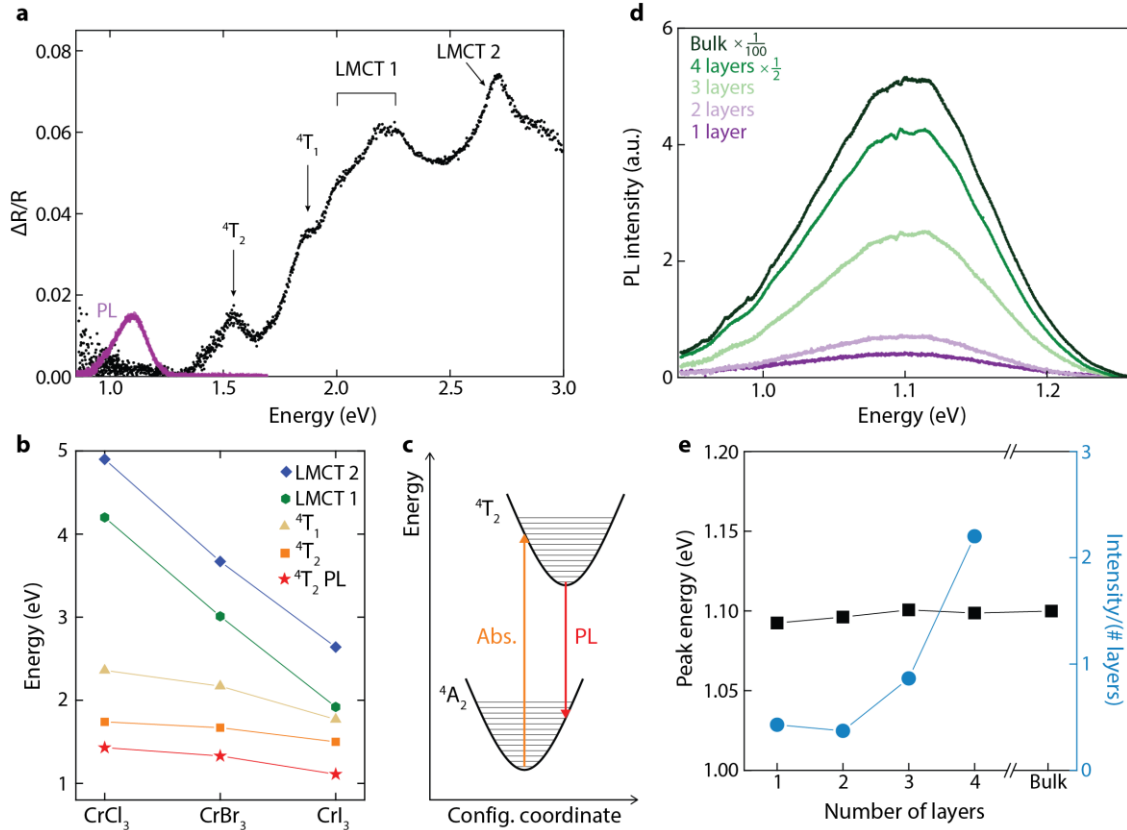 a
0.08
0.06
0.04
0.02
0.00
ΔR/R
LMCT 2
LMCT 1
⁴T₁
⁴T₂
PL
1.0 1.5 2.0 2.5 3.0
Energy (eV)
b
5
4
3
2
1
Energy (eV)
LMCT 2
LMCT 1
⁴T₁
⁴T₂
⁴T₂ PL
CrCl₃ CrBr₃ CrI₃
c
Energy
⁴T₂
Abs.
PL
⁴A₂
Config. coordinate
d
6
4
2
0
PL intensity (a.u.)
Bulk × 1/100
4 layers × 1/2
3 layers
2 layers
1 layer
1.0 1.1 1.2
Energy (eV)
e
1.20
1.15
1.10
1.05
1.00
Peak energy (eV)
3
2
1
0
Intensity/(# layers)
1 2 3 4 Bulk
Number of layers